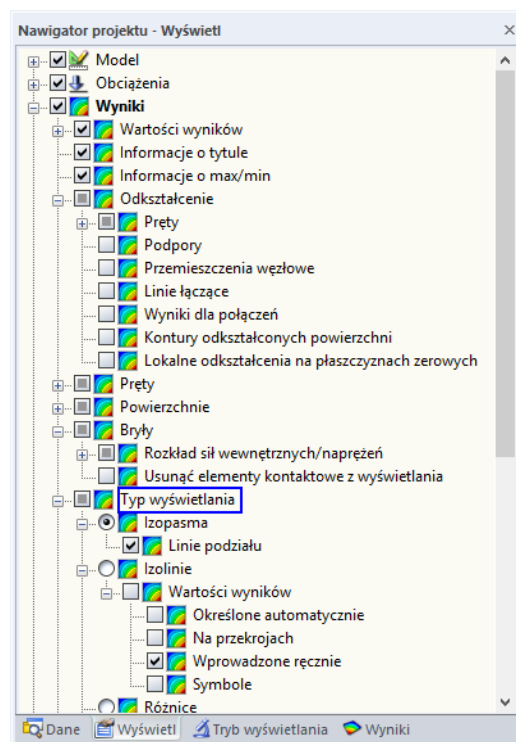 Nawigator projektu - Wyświetl
Model
Obciążenia
Wyniki
Wartości wyników
Informacje o tytule
Informacje o max/min
Odkształcenie
Pręty
Podpory
Przemieszczenia węzłowe
Linie łączące
Wyniki dla połączeń
Kontury odkształconych powierzchni
Lokalne odkształcenia na płaszczyznach zerowych
Pręty
Powierzchnie
Bryły
Rozkład sił wewnętrznych/naprężeń
Usunąć elementy kontaktowe z wyświetlania
Typ wyświetlania
Izopasma
Linie podziału
Izolinie
Wartości wyników
Określone automatycznie
Na przekrojach
Wprowadzone ręcznie
Symbole
Różnice
Dane Wyświetl Tryb wyświetlania Wyniki